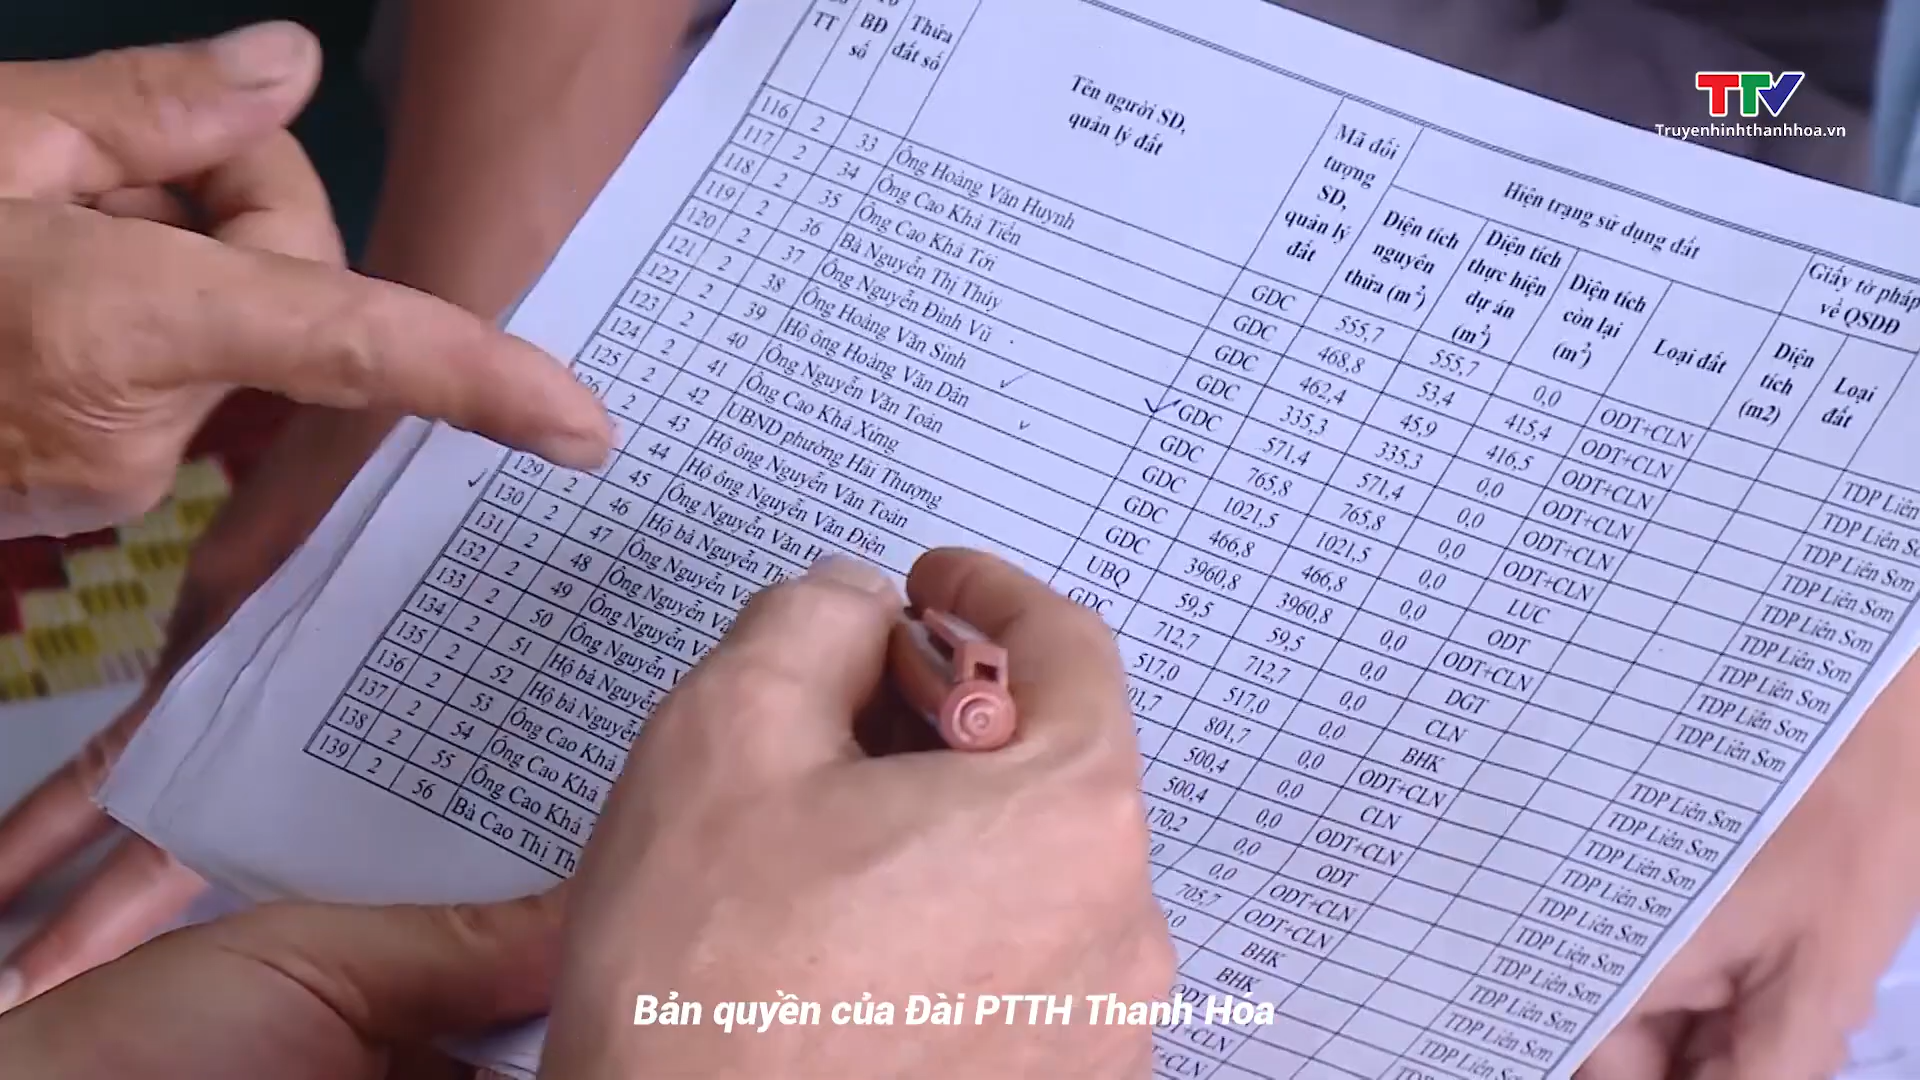 TTV
Truyenhinhthanhhoa.vn
TT
BĐ
số
Thửa
đất số
Tên người SD,
quản lý đất
Mã đối
tượng
SD,
quản lý
đất
Hiện trạng sử dụng đất
Diện tích
nguyên
thửa (m²)
Diện tích
thực hiện
dự án
(m²)
Diện tích
còn lại
(m²)
Loại đất
Giấy tờ pháp
về QSDĐ
Diện
tích
(m2)
Loại
đất
116 2 33 Ông Hoàng Văn Huynh GDC 555,7 555,7 0,0 ODT+CLN TDP Liên
117 2 34 Ông Cao Khả Tiến GDC 468,8 53,4 415,4 ODT+CLN TDP Liên
118 2 35 Ông Cao Khả Tới GDC 462,4 45,9 416,5 ODT+CLN TDP Liên Sơn
119 2 36 Bà Nguyễn Thị Thúy GDC 335,3 335,3 0,0 ODT+CLN TDP Liên Sơn
120 2 37 Ông Nguyễn Đình Vũ GDC 571,4 571,4 0,0 ODT+CLN TDP Liên Sơn
121 2 38 Ông Hoàng Văn Sinh GDC 765,8 765,8 0,0 ODT+CLN TDP Liên Sơn
122 2 39 Hộ ông Hoàng Văn Dân GDC 1021,5 1021,5 0,0 LUC TDP Liên Sơn
123 2 40 Ông Nguyễn Văn Toàn GDC 466,8 466,8 0,0 ODT TDP Liên Sơn
124 2 41 Ông Cao Khả Xứng GDC 3960,8 3960,8 0,0 ODT+CLN TDP Liên Sơn
125 2 42 UBND phường Hải Thượng UBQ 59,5 59,5 0,0 DGT
2 43 Hộ ông Nguyễn Văn Toán GDC 712,7 712,7 0,0 CLN TDP Liên Sơn
44 Hộ ông Nguyễn Văn Điện 517,0 517,0 0,0 BHK TDP Liên Sơn
45 Ông Nguyễn Văn 801,7 0,0 ODT+CLN TDP Liên Sơn
129 2 46 Hộ bà Nguyễn Thị 500,4 0,0 CLN TDP Liên Sơn
130 2 47 Ông Nguyễn 500,4 0,0 ODT+CLN TDP Liên Sơn
131 2 48 Ông Nguyễn 0,0 ODT TDP Liên Sơn
132 2 49 Ông Nguyễn 0,0 ODT+CLN TDP Liên Sơn
133 2 50 Ông Nguyễn 705,7 ODT+CLN TDP Liên Sơn
134 2 51 Hộ bà Nguyễn BHK TDP Liên Sơn
135 2 52 Hộ bà Nguyễn BHK TDP Liên Sơn
136 2 53 Ông Cao Khả
137 2 54 Ông Cao Khả
138 2 55 Ông Cao Khả
139 2 56 Bà Cao Thị
Bản quyền của Đài PTTH Thanh Hóa